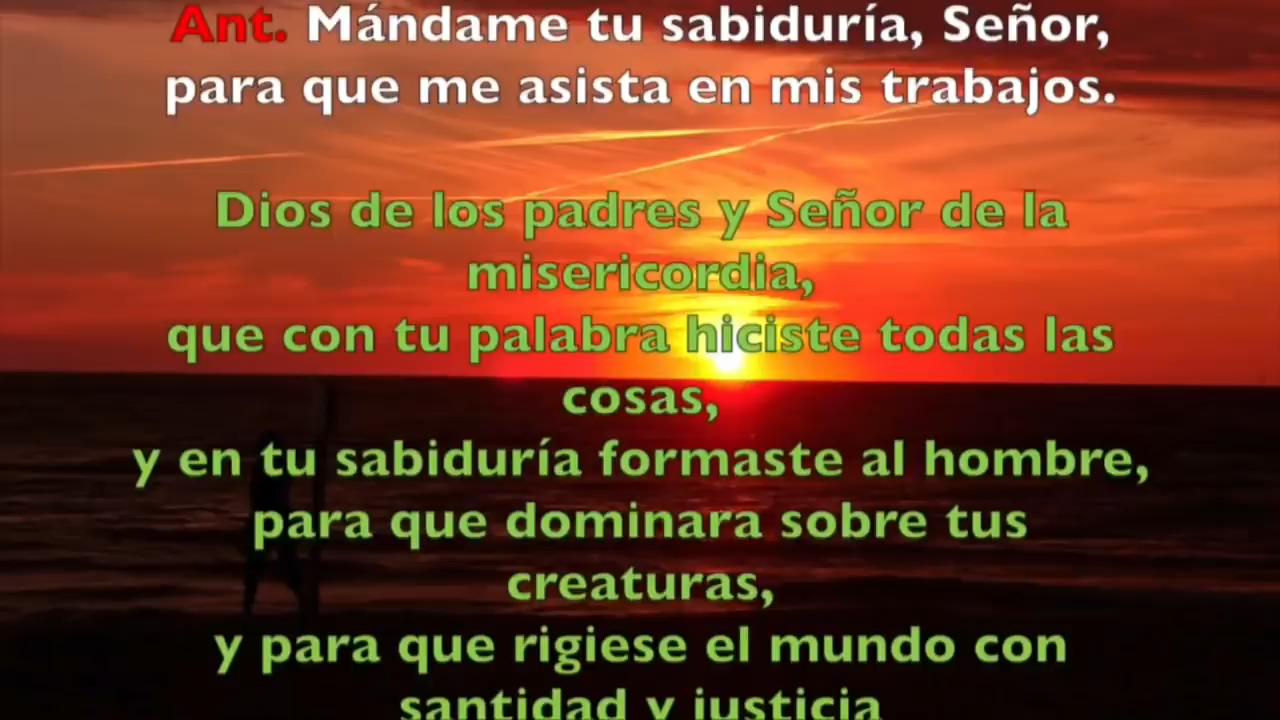 Ant. Mándame tu sabiduría, Señor,
para que me asista en mis trabajos.
Dios de los padres y Señor de la
misericordia,
que con tu palabra hiciste todas las
cosas,
y en tu sabiduría formaste al hombre,
para que dominara sobre tus
creaturas,
y para que rigiese el mundo con
santidad y justicia